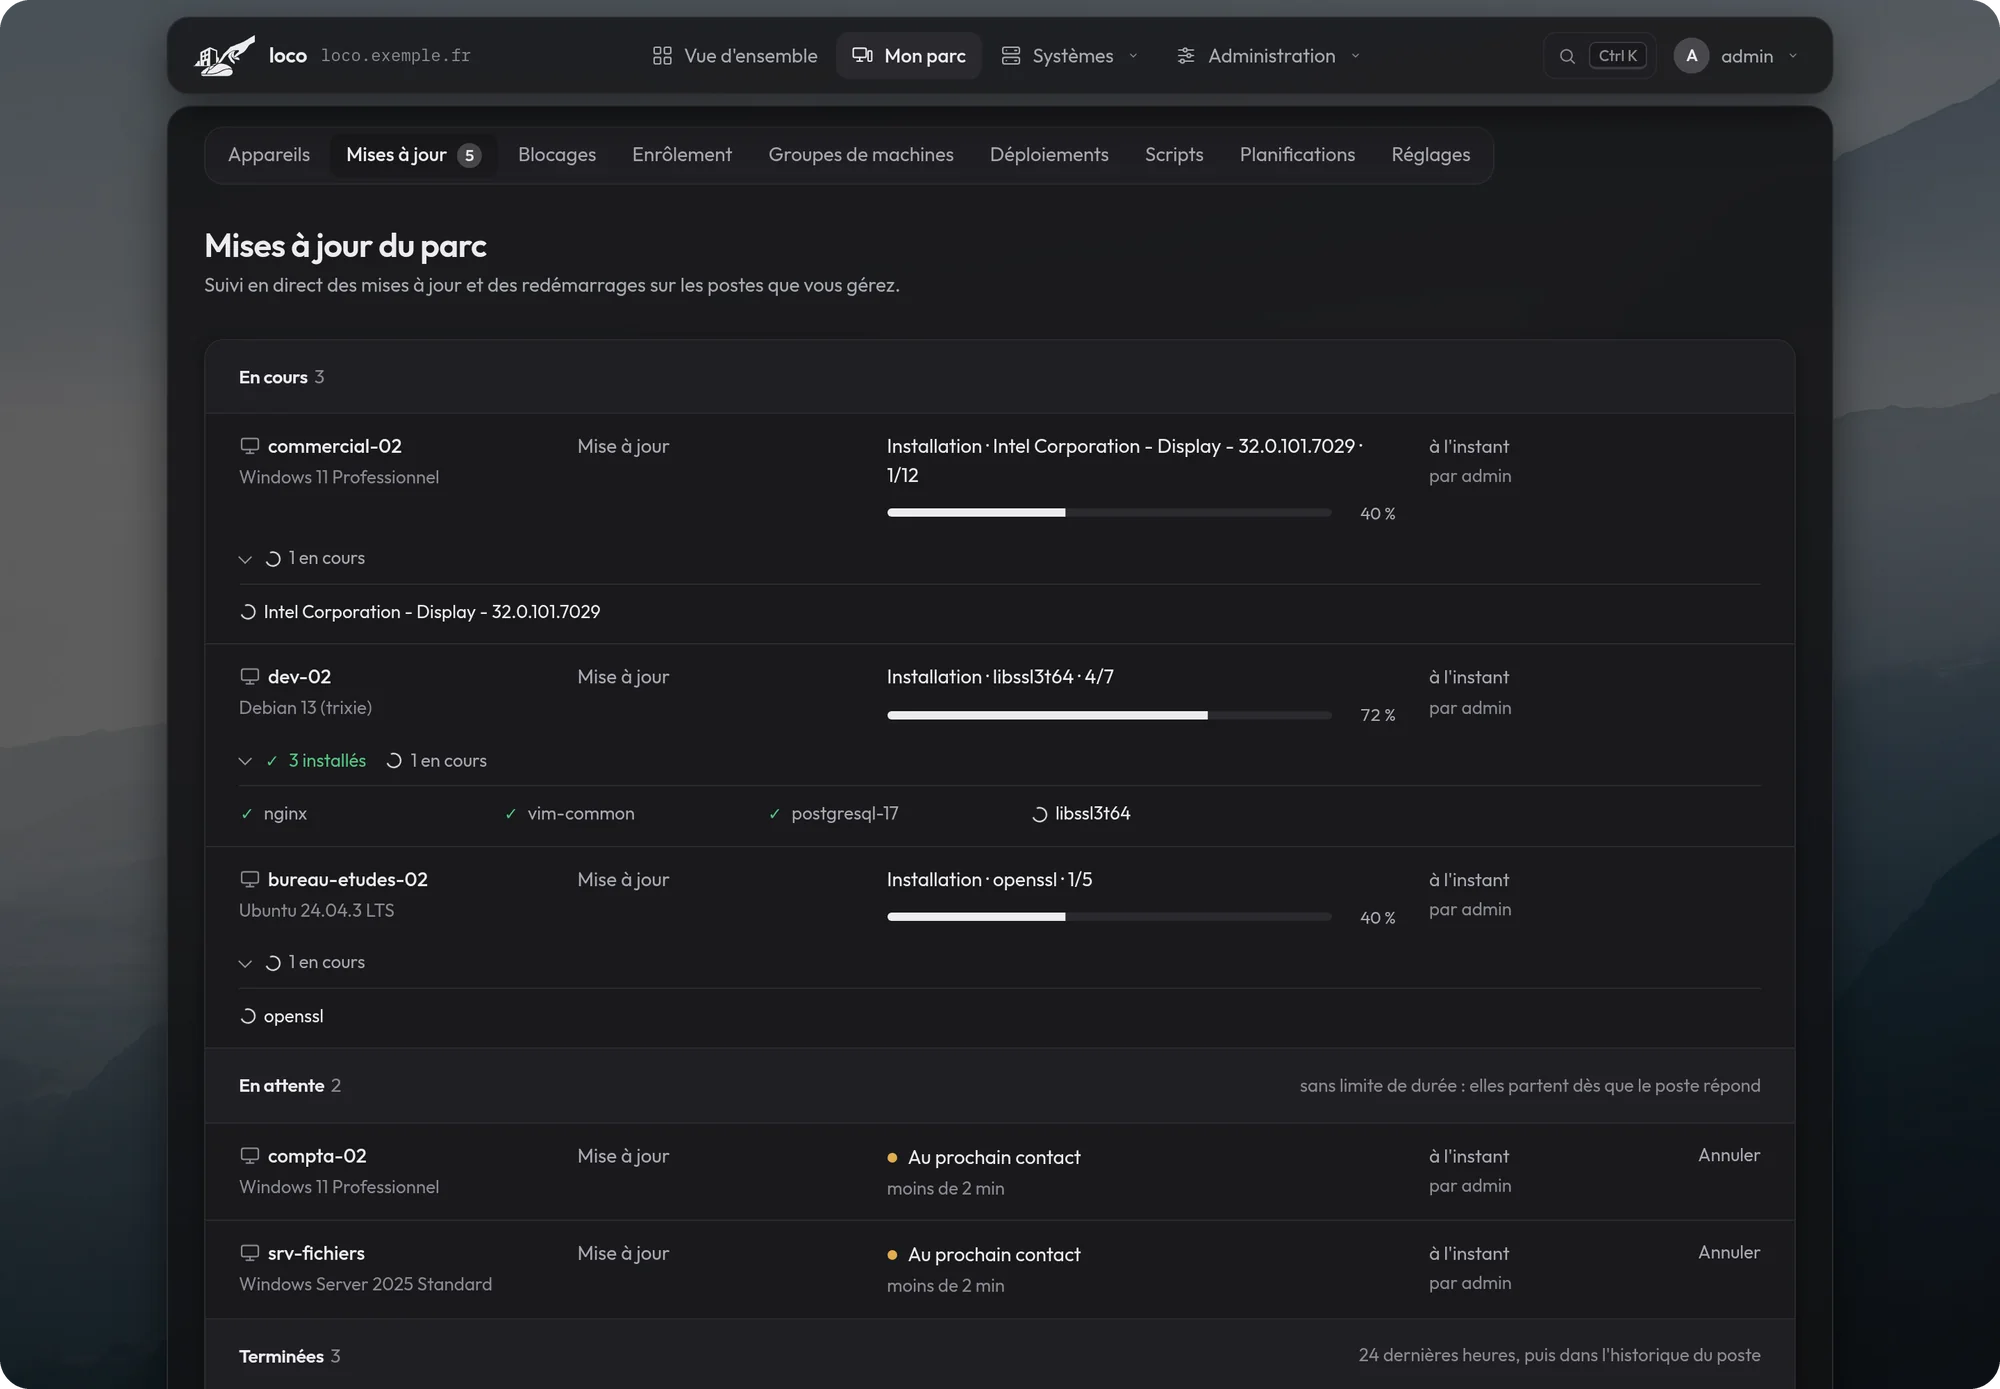 loco loco.exemple.fr Vue d'ensemble Mon parc Systèmes Administration Ctrl K A admin
Appareils Mises à jour 5 Blocages Enrôlement Groupes de machines Déploiements Scripts Planifications Réglages
Mises à jour du parc
Suivi en direct des mises à jour et des redémarrages sur les postes que vous gérez.
En cours 3
commercial-02 Mise à jour Installation · Intel Corporation - Display - 32.0.101.7029 · à l'instant
Windows 11 Professionnel 1/12 par admin
40 %
1 en cours
Intel Corporation - Display - 32.0.101.7029
dev-02 Mise à jour Installation · libssl3t64 · 4/7 à l'instant
Debian 13 (trixie) 72 % par admin
✓ 3 installés 1 en cours
✓ nginx ✓ vim-common ✓ postgresql-17 libssl3t64
bureau-etudes-02 Mise à jour Installation · openssl · 1/5 à l'instant
Ubuntu 24.04.3 LTS 40 % par admin
1 en cours
openssl
En attente 2 sans limite de durée : elles partent dès que le poste répond
compta-02 Mise à jour Au prochain contact à l'instant Annuler
Windows 11 Professionnel moins de 2 min par admin
srv-fichiers Mise à jour Au prochain contact à l'instant Annuler
Windows Server 2025 Standard moins de 2 min par admin
Terminées 3 24 dernières heures, puis dans l'historique du poste